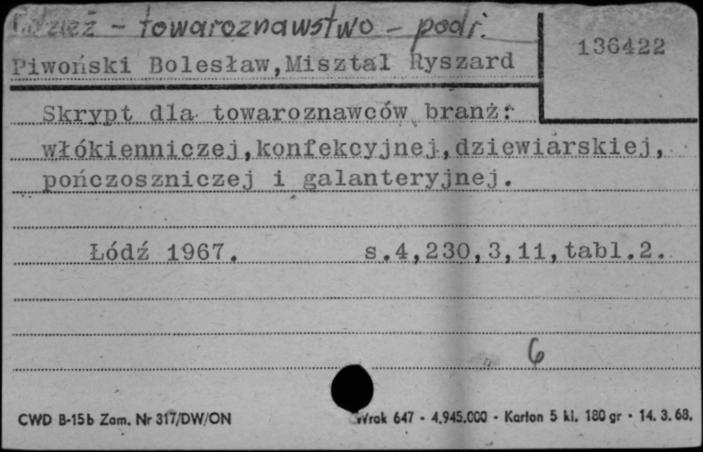 Odzież - towaroznawstwo - podr.
136422
Piwoński Bolesław, Misztal Ryszard
Skrypt dla towaroznawców branż:
włókienniczej, konfekcyjnej, dziewiarskiej,
pończoszniczej i galanteryjnej.
Łódź 1967. s.4,230,3,11,tabl.2.
6
CWD B-15b Zam. Nr 317/DW/ON Wrak 647 - 4.945.000 - Karton 5 kl. 180 gr - 14. 3. 68.